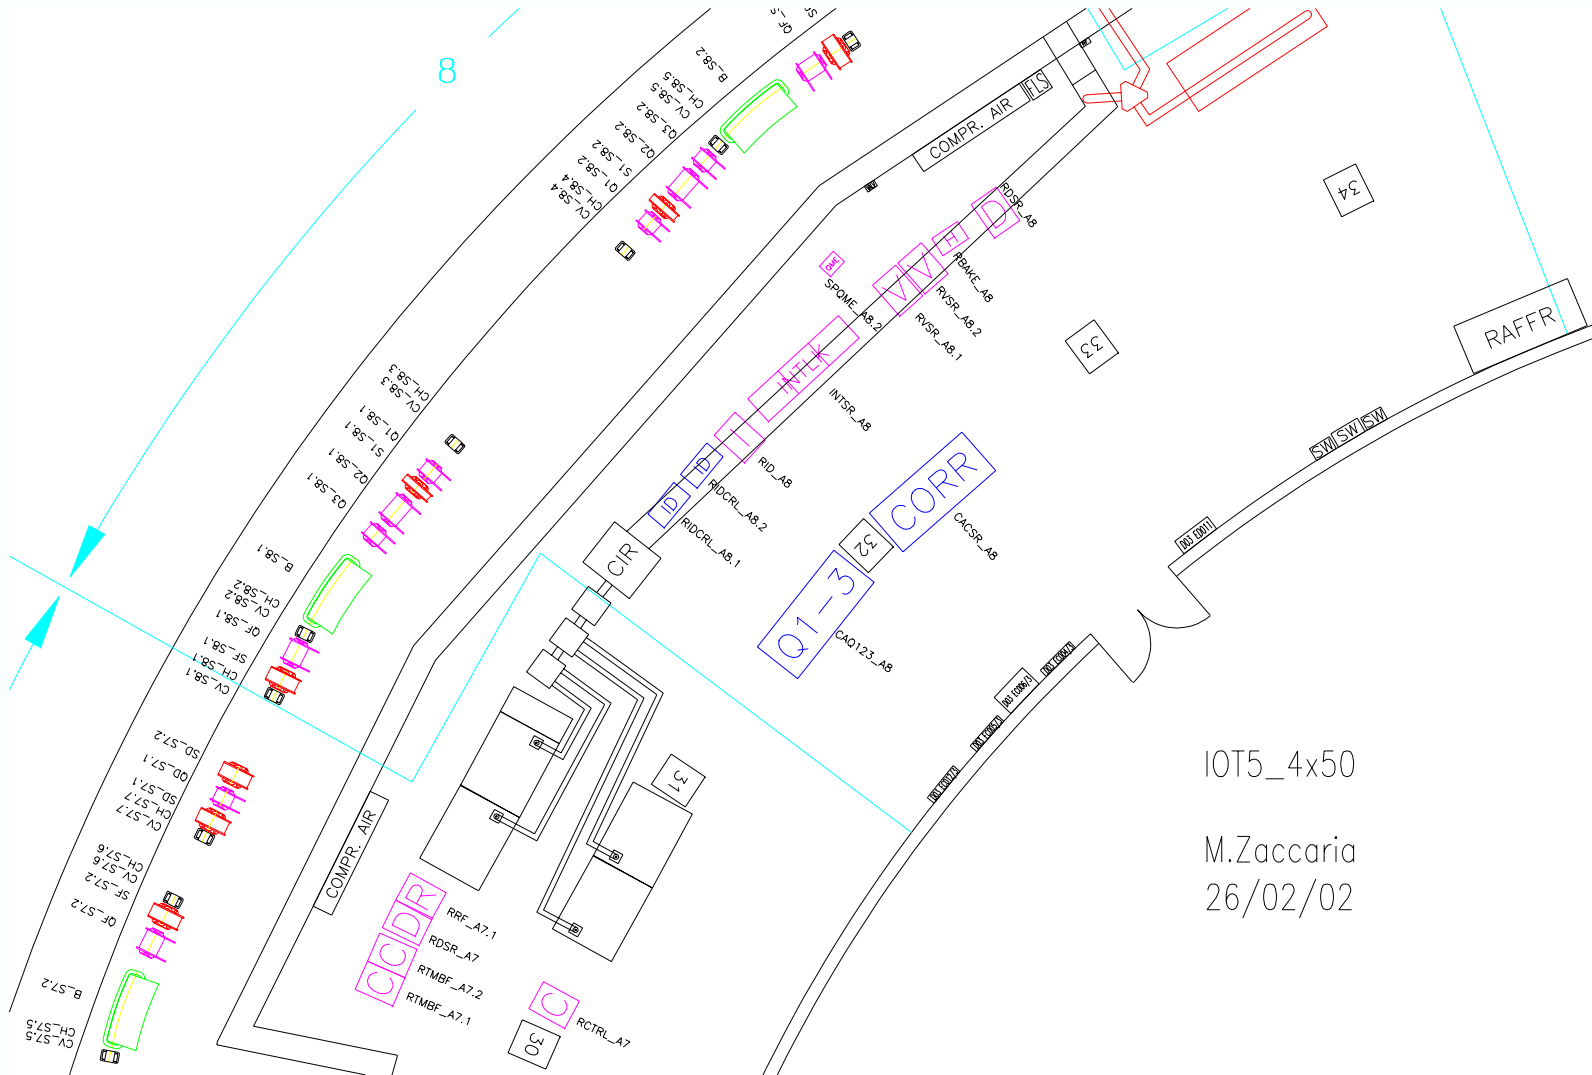 8
QF_S
B_S8.2
CH_S8.5
CV_S8.5
Q3_S8.2
Q2_S8.2
S1_S8.2
Q1_S8.2
CH_S8.4
CV_S8.4
COMPR. AIR
FLS
RDSR_A8
D
H
RBAKE_A8
V
V
RVSR_A8.2
RVSR_A8.1
QME
SPQME_A8.2
34
33
RAFFR
INTLK
INTSR_A8
I
RID_A8
ID
RIDCRL_A8.2
ID
RIDCRL_A8.1
CH_S8.3
CV_S8.3
Q1_S8.1
S1_S8.1
Q2_S8.1
Q3_S8.1
SW
SW
SW
CORR
CACSR_A8
32
Q1-3
CAQ123_A8
CIR
B_S8.1
CH_S8.2
CV_S8.2
QF_S8.1
SF_S8.1
CH_S8.1
CV_S8.1
SD_S7.2
QD_S7.1
SD_S7.1
CH_S7.7
CV_S7.7
CH_S7.6
CV_S7.6
SF_S7.2
QF_S7.2
B_S7.2
CH_S7.5
CV_S7.5
COMPR. AIR
31
R
RRF_A7.1
D
RDSR_A7
C
RTMBF_A7.2
C
RTMBF_A7.1
C
RCTRL_A7
30
IOT5_4x50
M.Zaccaria
26/02/02